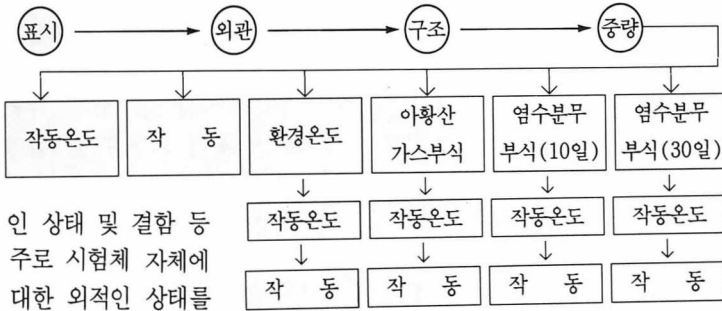 표시 외관 구조 중량
작동온도 작 동 환경온도 아황산 가스부식 염수분무 부식(10일) 염수분무 부식(30일)
작동온도 작동온도 작동온도 작동온도
작 동 작 동 작 동 작 동
인 상태 및 결함 등
주로 시험체 자체에
대한 외적인 상태를